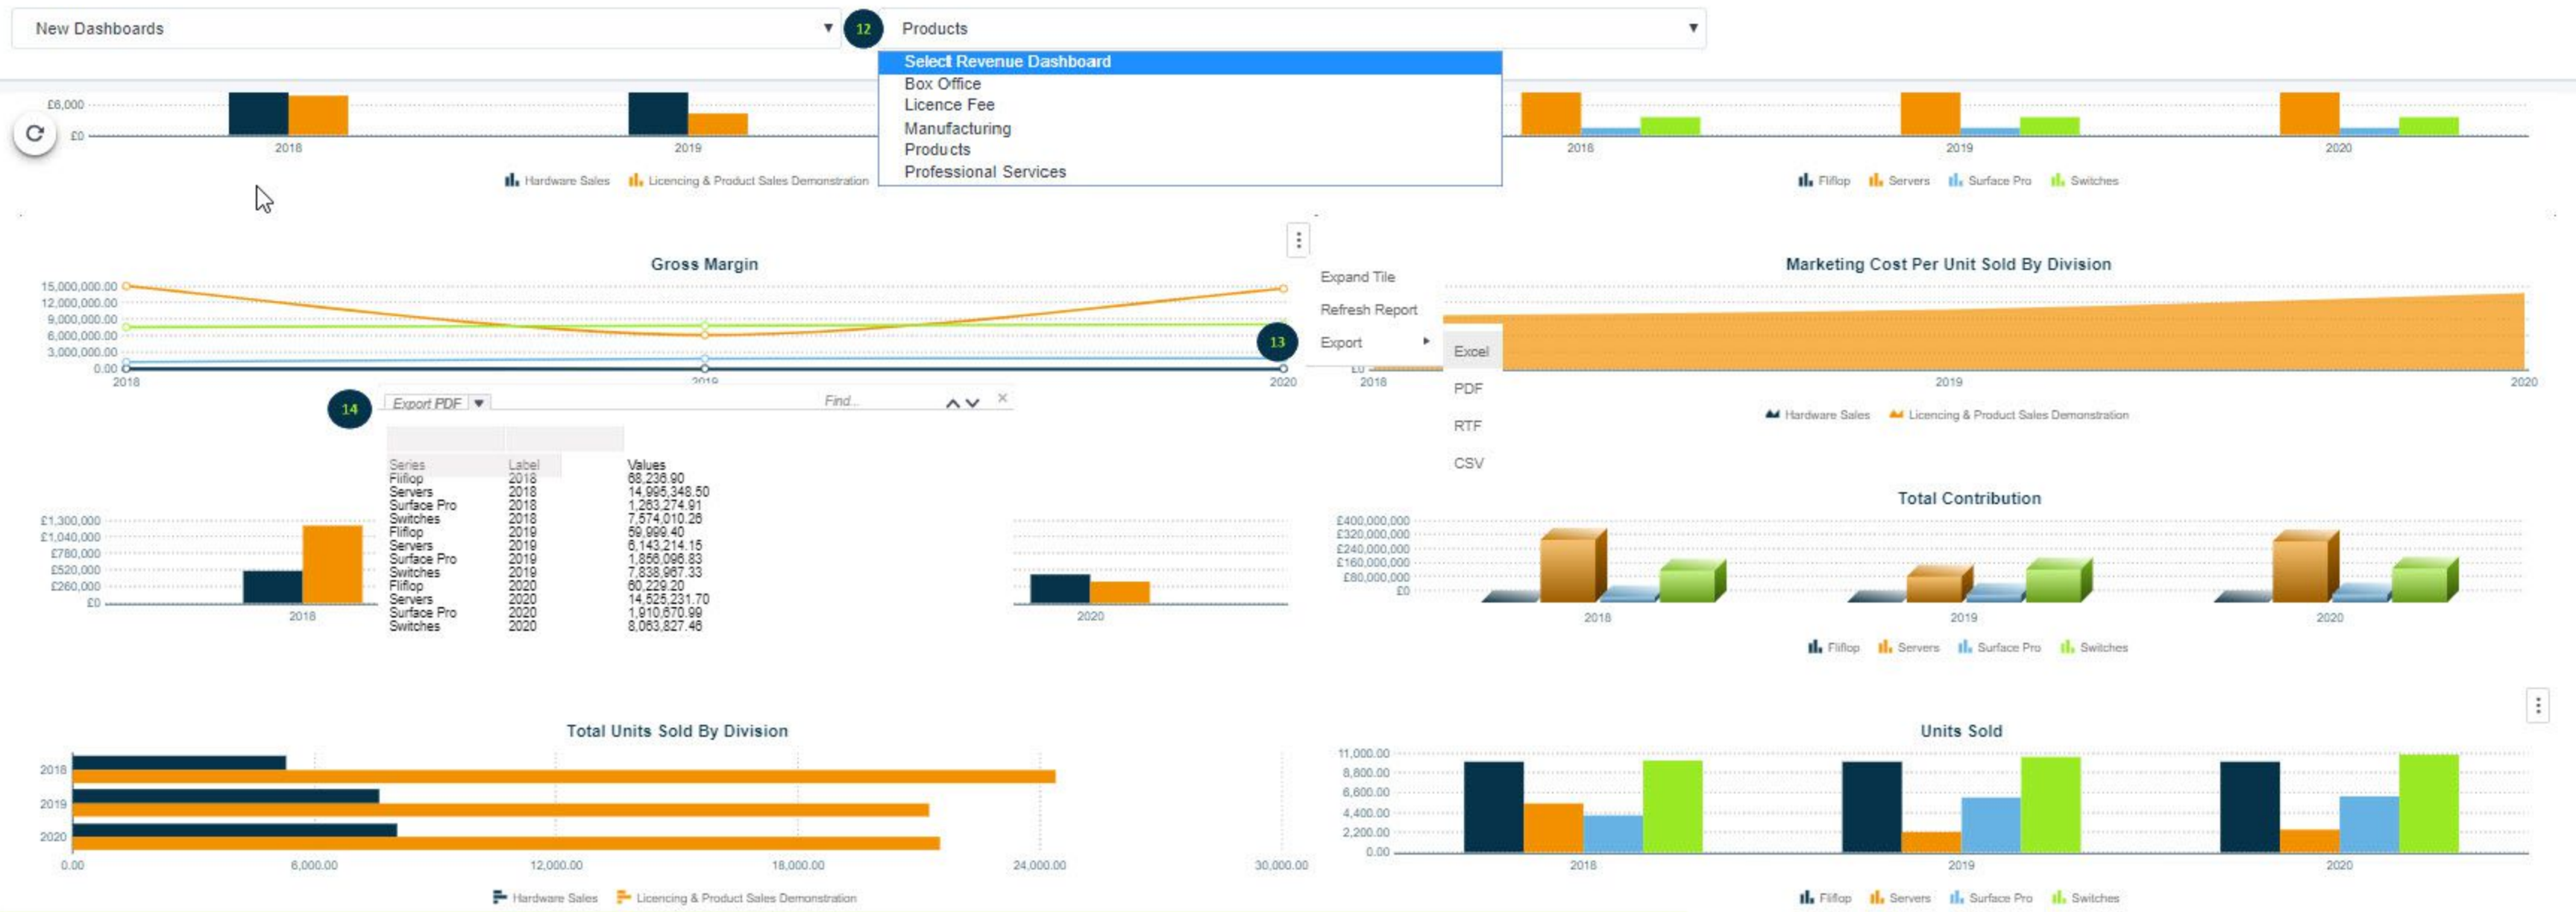 New Dashboards ▼ 12 Products ▼
Select Revenue Dashboard
Box Office
Licence Fee
Manufacturing
Products
Professional Services
£6,000
£0
2018 2019
Hardware Sales Licencing & Product Sales Demonstration
2018 2019 2020
Fliflop Servers Surface Pro Switches
Gross Margin
15,000,000.00
12,000,000.00
9,000,000.00
6,000,000.00
3,000,000.00
0.00
2018 2019 2020
Expand Tile
Refresh Report
13 Export
Excel
PDF
RTF
CSV
Marketing Cost Per Unit Sold By Division
£0
2018 2019 2020
Hardware Sales Licencing & Product Sales Demonstration
14 Export PDF ▼ Find...
Series Label Values
Fliflop 2018 68,236.90
Servers 2018 14,995,348.50
Surface Pro 2018 1,263,274.91
Switches 2018 7,574,010.26
Fliflop 2019 59,999.40
Servers 2019 6,143,214.15
Surface Pro 2019 1,856,096.83
Switches 2019 7,838,967.33
Fliflop 2020 60,229.20
Servers 2020 14,525,231.70
Surface Pro 2020 1,910,670.99
Switches 2020 8,063,827.46
£1,300,000
£1,040,000
£780,000
£520,000
£260,000
£0
2018 2020
Total Contribution
£400,000,000
£320,000,000
£240,000,000
£160,000,000
£80,000,000
£0
2018 2019 2020
Fliflop Servers Surface Pro Switches
Total Units Sold By Division
2018
2019
2020
0.00 6,000.00 12,000.00 18,000.00 24,000.00 30,000.00
Hardware Sales Licencing & Product Sales Demonstration
Units Sold
11,000.00
8,800.00
6,600.00
4,400.00
2,200.00
0.00
2018 2019 2020
Fliflop Servers Surface Pro Switches